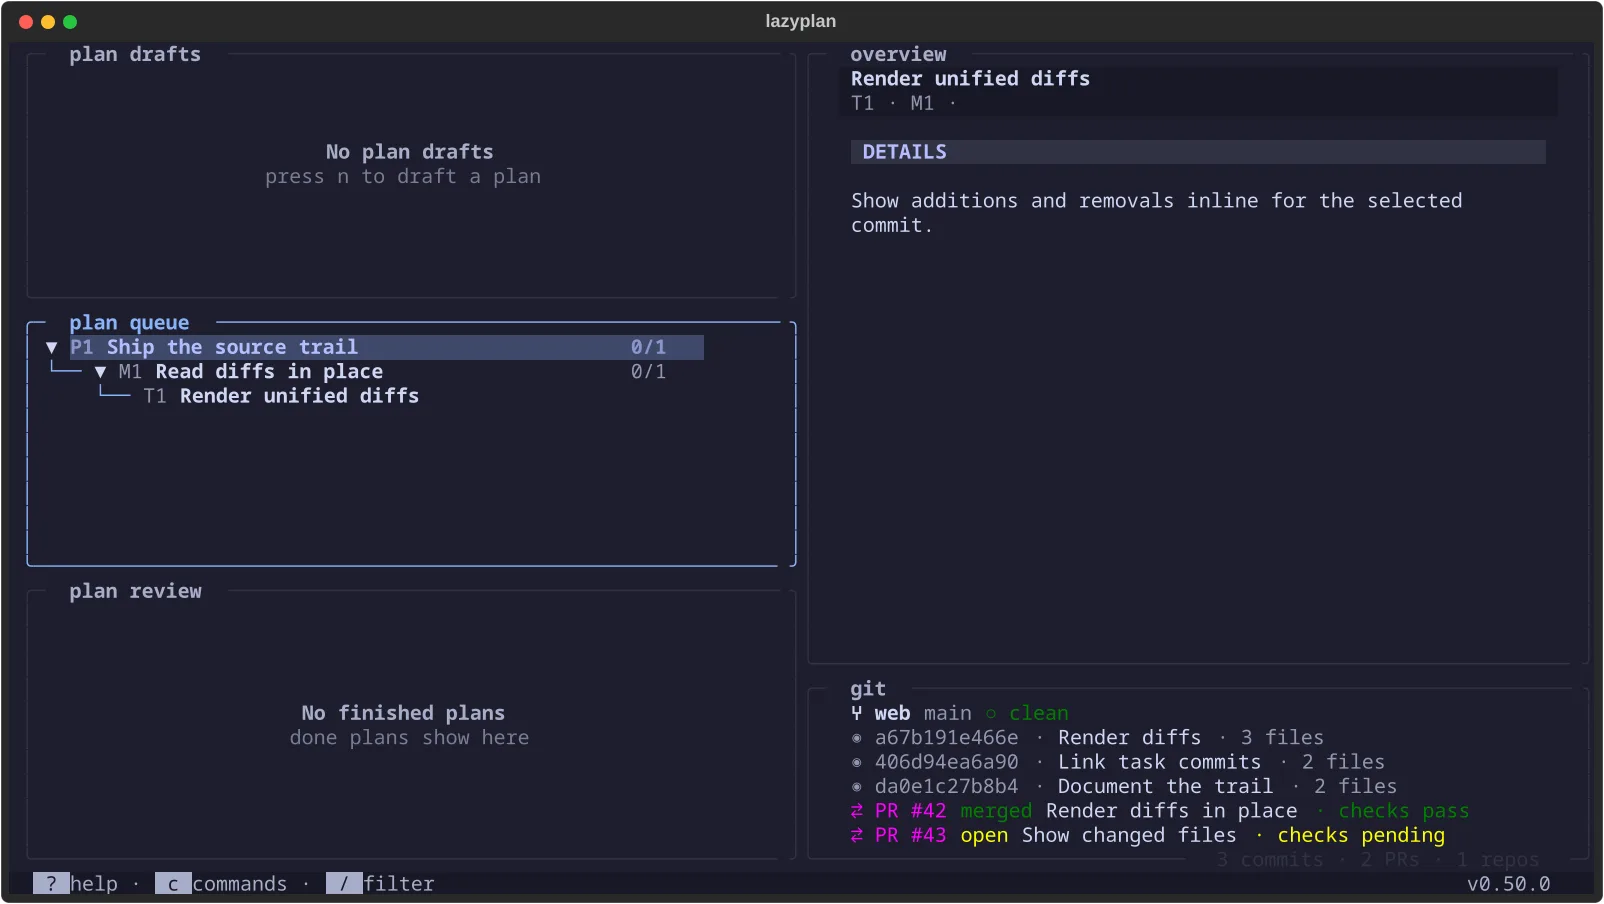 lazyplan
plan drafts
No plan drafts
press n to draft a plan
plan queue
▼ P1 Ship the source trail 0/1
▼ M1 Read diffs in place 0/1
T1 Render unified diffs
plan review
No finished plans
done plans show here
overview
Render unified diffs
T1 · M1 ·
DETAILS
Show additions and removals inline for the selected
commit.
git
web main ○ clean
◉ a67b191e466e · Render diffs · 3 files
◉ 406d94ea6a90 · Link task commits · 2 files
◉ da0e1c27b8b4 · Document the trail · 2 files
⇄ PR #42 merged Render diffs in place · checks pass
⇄ PR #43 open Show changed files · checks pending
3 commits · 2 PRs · 1 repos
? help · c commands · / filter
v0.50.0